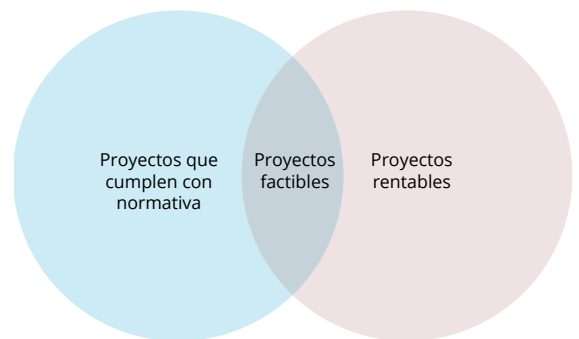 Proyectos que
cumplen con
normativa
Proyectos
factibles
Proyectos
rentables